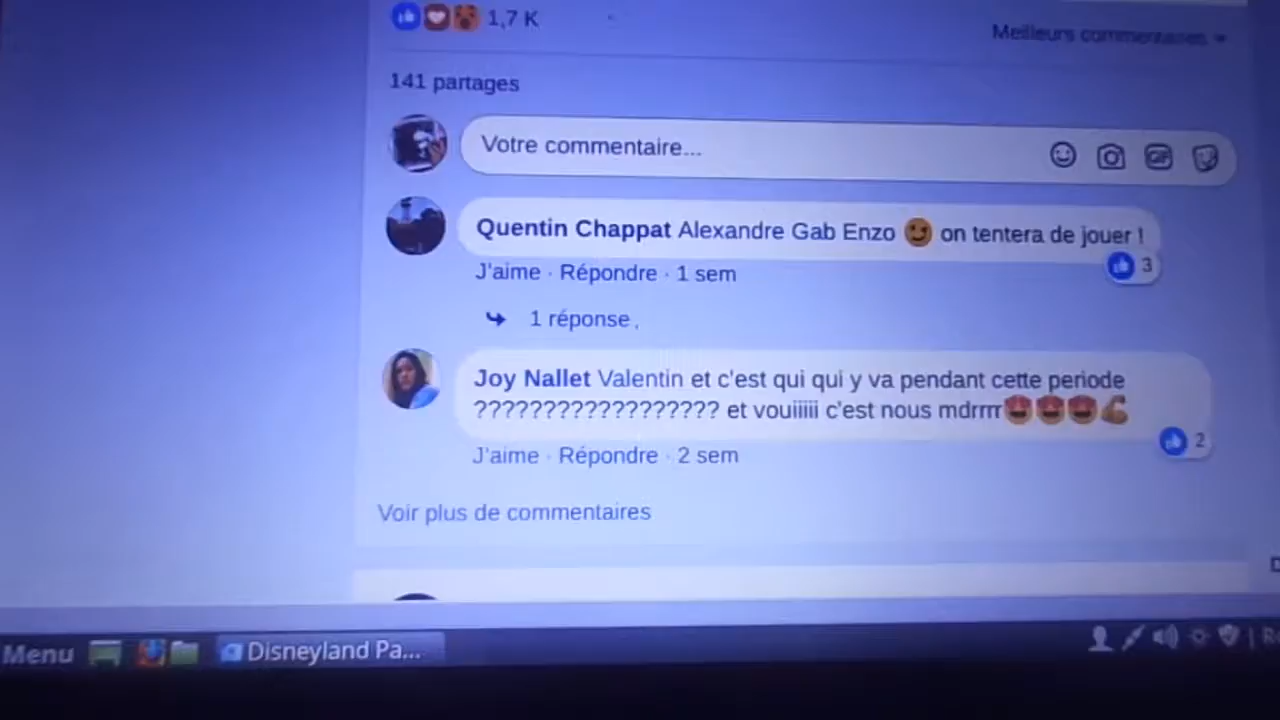 1,7 K
Meilleurs commentaires
141 partages
Votre commentaire...
GIF
Quentin Chappat Alexandre Gab Enzo 😉 on tentera de jouer !
3
J'aime · Répondre · 1 sem
1 réponse
Joy Nallet Valentin et c'est qui qui y va pendant cette periode
?????????????????? et vouiiiii c'est nous mdrrrr😍😍😍💪
2
J'aime · Répondre · 2 sem
Voir plus de commentaires
Menu
Disneyland Pa...